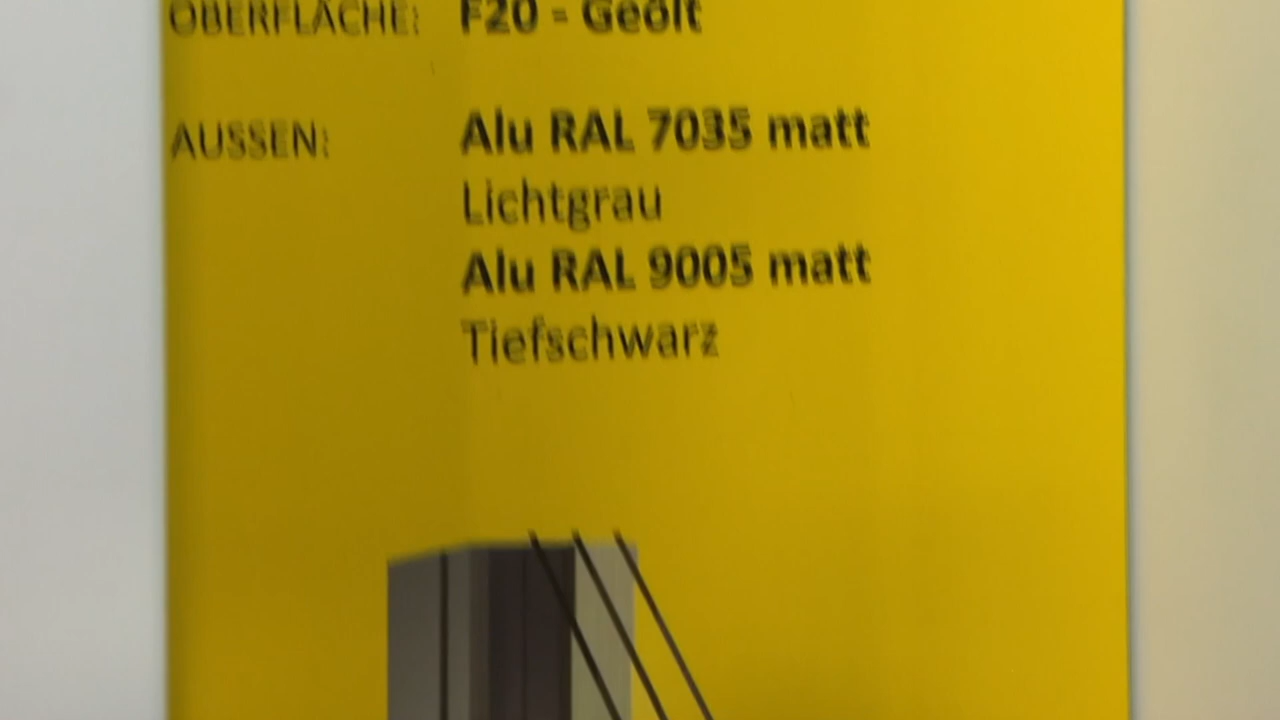 OBERFLÄCHE: F20 - Geölt
AUSSEN: Alu RAL 7035 matt
Lichtgrau
Alu RAL 9005 matt
Tiefschwarz